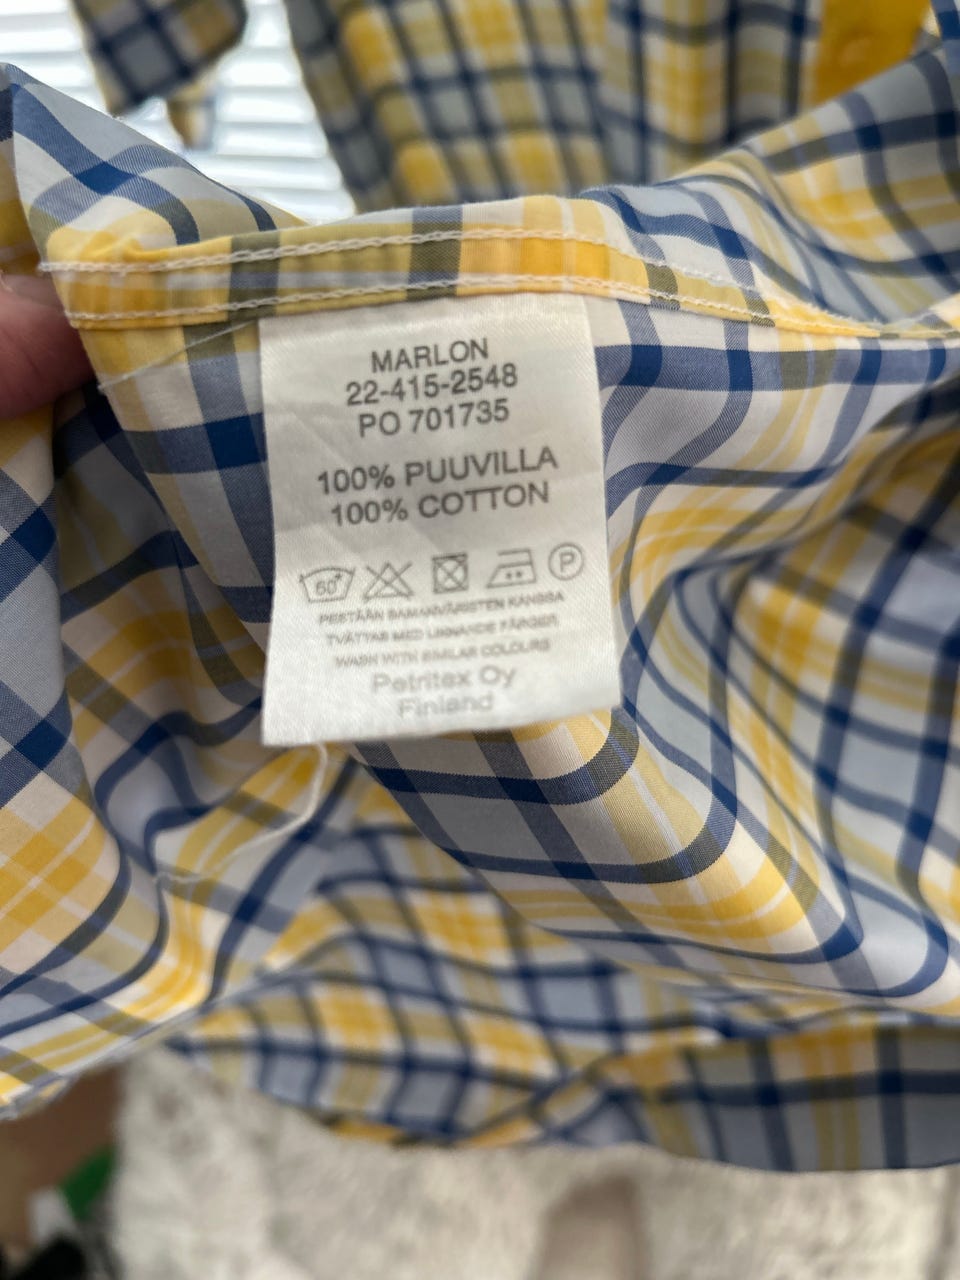 MARLON
22-415-2548
PO 701735
100% PUUVILLA
100% COTTON
60° P
PESTÄÄN SAMANVÄRISTEN KANSSA
TVÄTTAS MED LIKNANDE FÄRGER
WASH WITH SIMILAR COLOURS
Petritex Oy
Finland